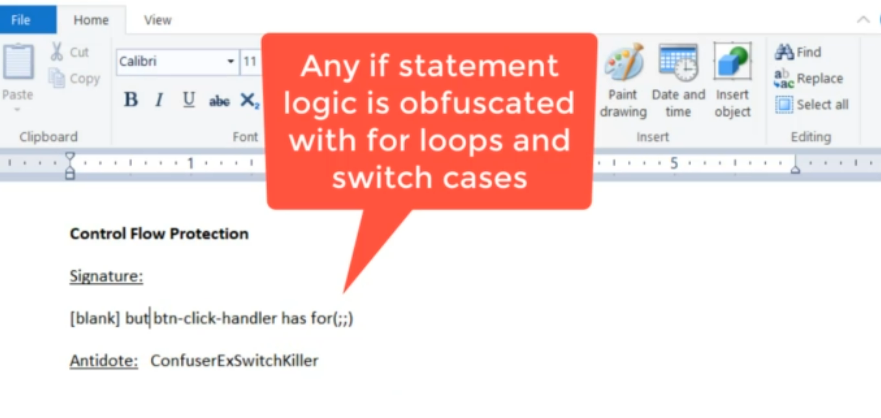 File Home View
Cut
Copy
Paste
Clipboard
Calibri 11
B I U abc X₂
Font
Any if statement
logic is obfuscated
with for loops and
switch cases
Paint
drawing
Date and
time
Insert
object
Insert
Find
Replace
Select all
Editing
1 5
Control Flow Protection
Signature:
[blank] but btn-click-handler has for(;;)
Antidote: ConfuserExSwitchKiller